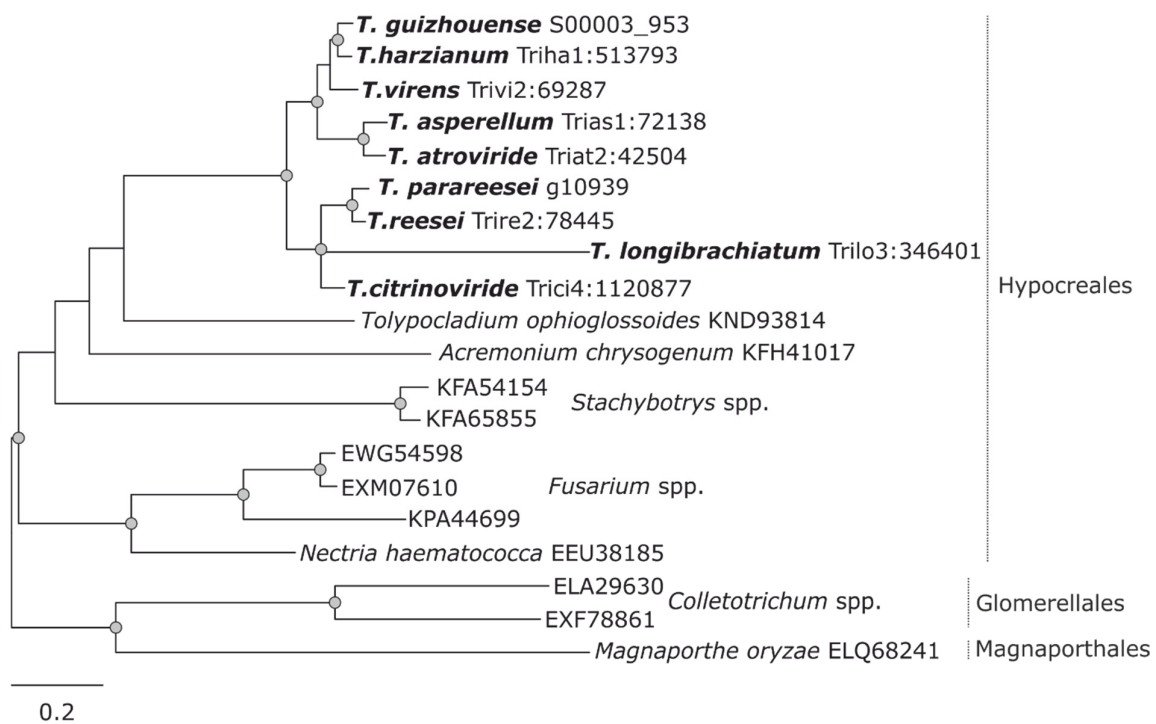 T. guizhouense S00003_953
T.harzianum Triha1:513793
T.virens Trivi2:69287
T. asperellum Trias1:72138
T. atroviride Triat2:42504
T. parareesei g10939
T.reesei Trire2:78445
T. longibrachiatum Trilo3:346401
T.citrinoviride Trici4:1120877
Hypocreales
Tolypocladium ophioglossoides KND93814
Acremonium chrysogenum KFH41017
KFA54154
Stachybotrys spp.
KFA65855
EWG54598
EXM07610
Fusarium spp.
KPA44699
Nectria haematococca EEU38185
ELA29630
Colletotrichum spp.
Glomerellales
EXF78861
Magnaporthe oryzae ELQ68241
Magnaporthales
0.2